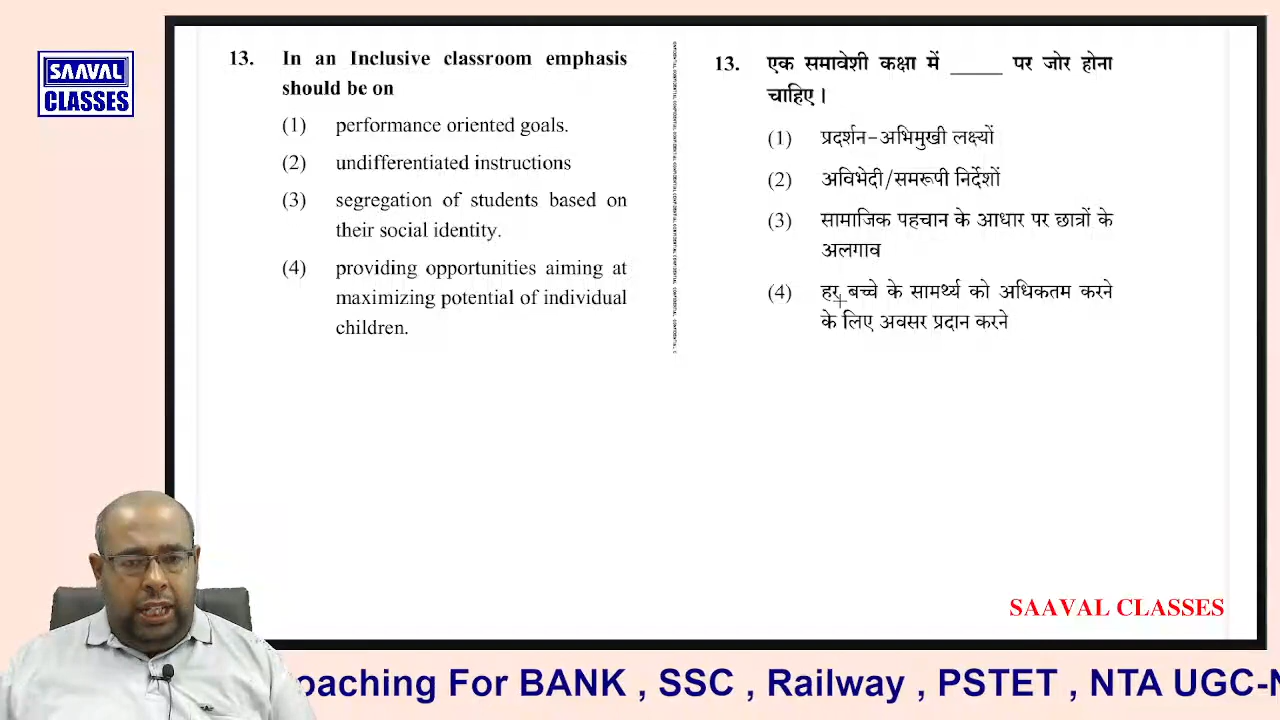 SAAVAL
CLASSES
13. In an Inclusive classroom emphasis
should be on
(1) performance oriented goals.
(2) undifferentiated instructions
(3) segregation of students based on
their social identity.
(4) providing opportunities aiming at
maximizing potential of individual
children.
13. एक समावेशी कक्षा में _____ पर जोर होना
चाहिए।
(1) प्रदर्शन-अभिमुखी लक्ष्यों
(2) अविभेदी/समरूपी निर्देशों
(3) सामाजिक पहचान के आधार पर छात्रों के
अलगाव
(4) हर बच्चे के सामर्थ्य को अधिकतम करने
के लिए अवसर प्रदान करने
SAAVAL CLASSES
oaching For BANK , SSC , Railway , PSTET , NTA UGC-N